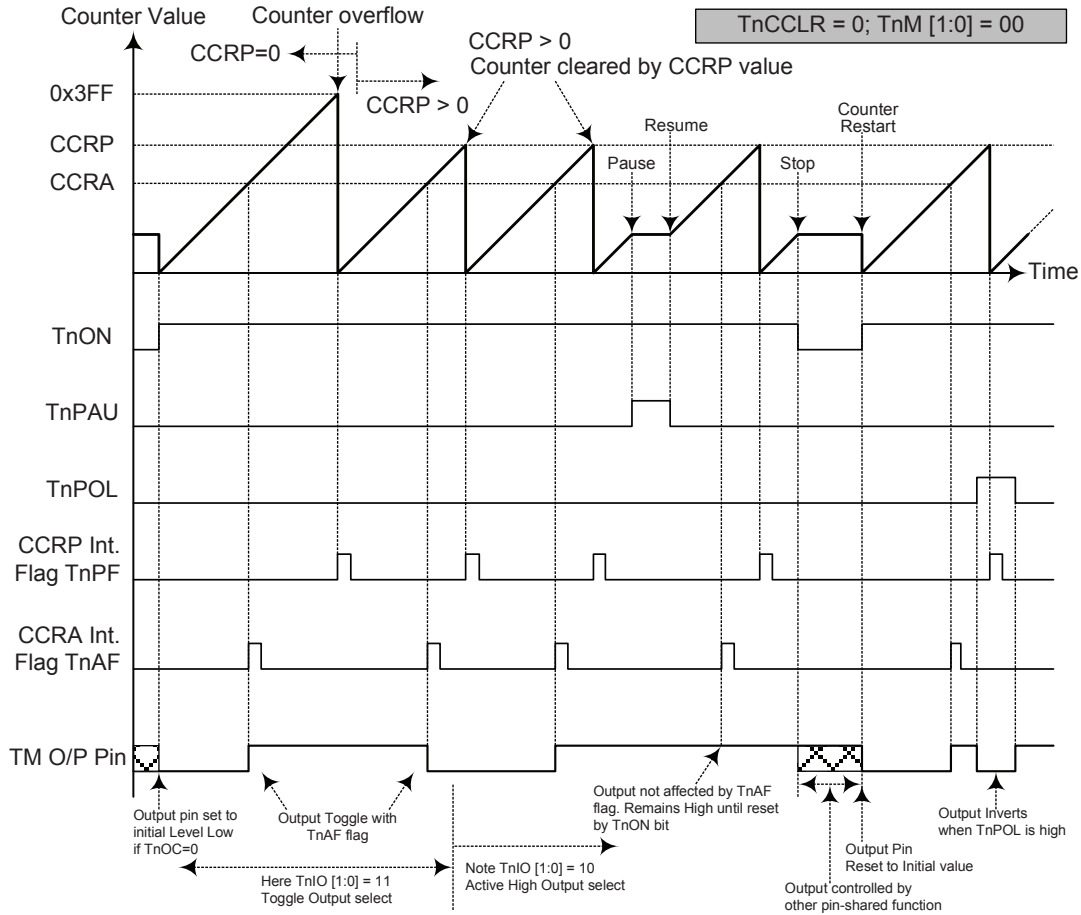 Counter Value
Counter overflow
TnCCLR = 0; TnM [1:0] = 00
CCRP=0
CCRP > 0
CCRP > 0
Counter cleared by CCRP value
0x3FF
CCRP
CCRA
Pause
Resume
Stop
Counter
Restart
Time
TnON
TnPAU
TnPOL
CCRP Int.
Flag TnPF
CCRA Int.
Flag TnAF
TM O/P Pin
Output pin set to
initial Level Low
if TnOC=0
Output Toggle with
TnAF flag
Output not affected by TnAF
flag. Remains High until reset
by TnON bit
Output Inverts
when TnPOL is high
Output Pin
Reset to Initial value
Here TnIO [1:0] = 11
Toggle Output select
Note TnIO [1:0] = 10
Active High Output select
Output controlled by
other pin-shared function